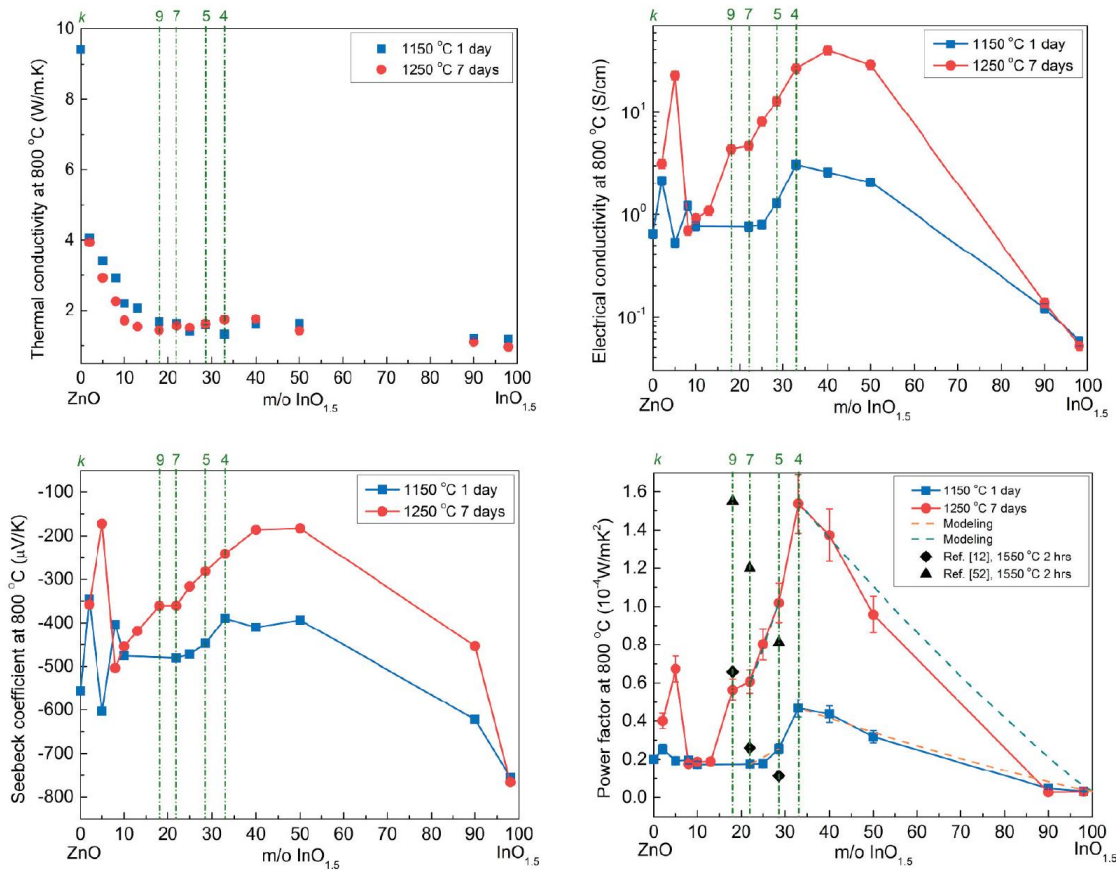 k 9 7 5 4
10
8
6
4
2
Thermal conductivity at 800 °C (W/m.K)
1150 °C 1 day
1250 °C 7 days
0 10 20 30 40 50 60 70 80 90 100
ZnO m/o InO1.5 InO1.5
k 9 7 5 4
10^1
10^0
10^-1
Electrical conductivity at 800 °C (S/cm)
1150 °C 1 day
1250 °C 7 days
0 10 20 30 40 50 60 70 80 90 100
ZnO m/o InO1.5 InO1.5
k 9 7 5 4
-100
-200
-300
-400
-500
-600
-700
-800
Seebeck coefficient at 800 °C (μV/K)
1150 °C 1 day
1250 °C 7 days
0 10 20 30 40 50 60 70 80 90 100
ZnO m/o InO1.5 InO1.5
k 9 7 5 4
1.6
1.4
1.2
1.0
0.8
0.6
0.4
0.2
0.0
Power factor at 800 °C (10^-4 W/mK^2)
1150 °C 1 day
1250 °C 7 days
Modeling
Modeling
Ref. [12], 1550 °C 2 hrs
Ref. [52], 1550 °C 2 hrs
0 10 20 30 40 50 60 70 80 90 100
ZnO m/o InO1.5 InO1.5